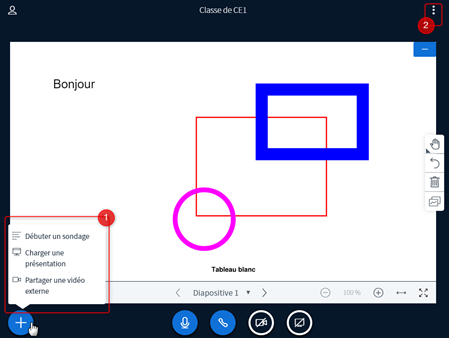 Classe de CE1
2
Bonjour
1
Débuter un sondage
Charger une
présentation
Partager une vidéo
externe
Tableau blanc
Diapositive 1
100 %